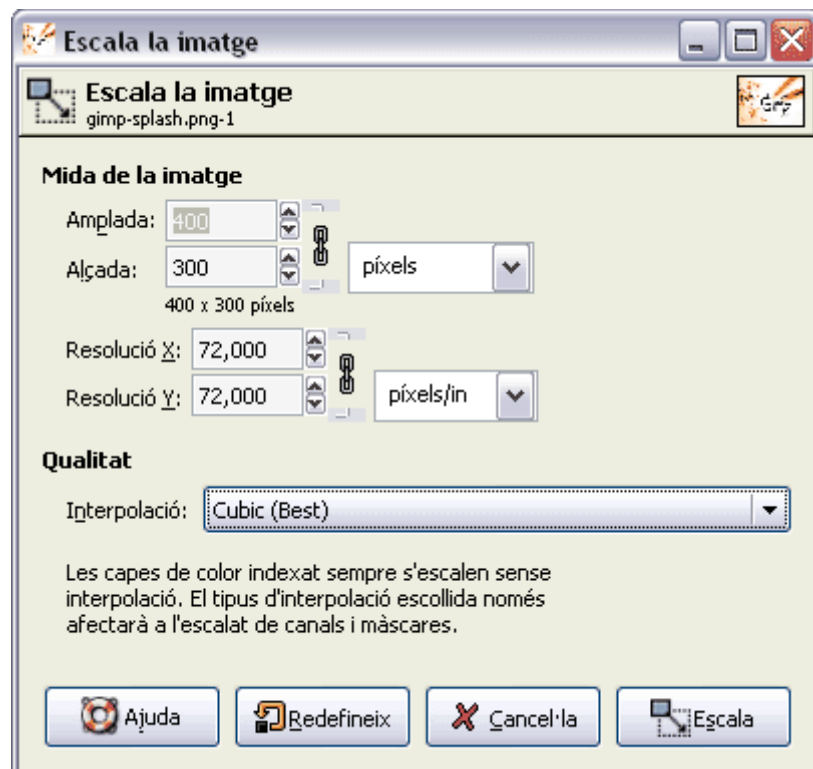 Escala la imatge
Escala la imatge
gimp-splash.png-1
Mida de la imatge
Amplada: 400
Alçada: 300 píxels
400 x 300 píxels
Resolució X: 72,000
Resolució Y: 72,000 píxels/in
Qualitat
Interpolació: Cubic (Best)
Les capes de color indexat sempre s'escalen sense
interpolació. El tipus d'interpolació escollida només
afectarà a l'escalat de canals i màscares.
Ajuda Redefineix Cancel·la Escala